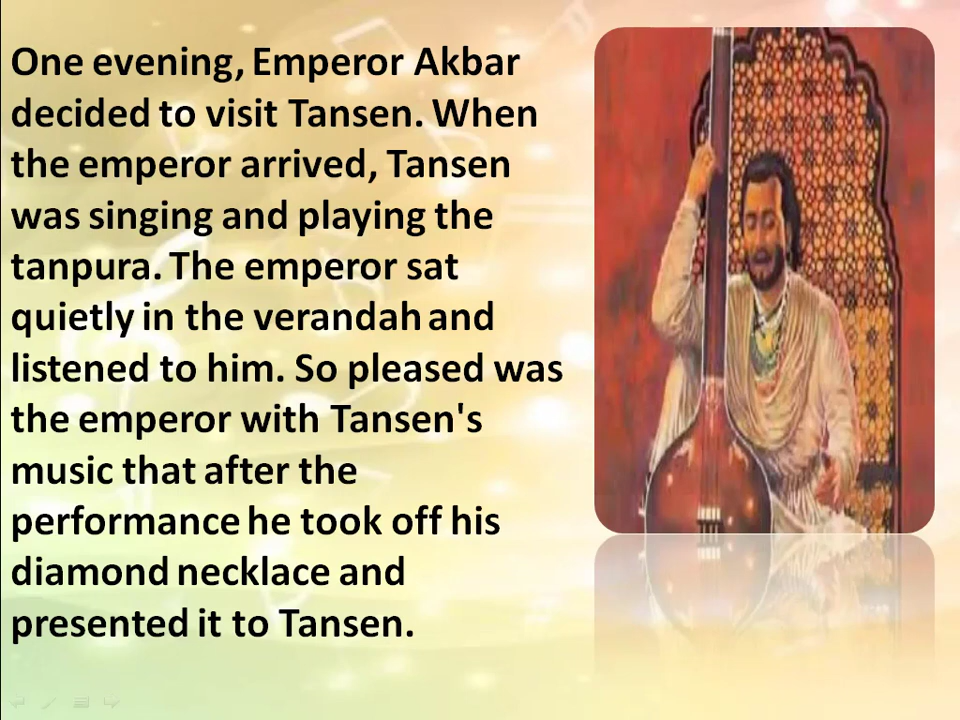 One evening, Emperor Akbar
decided to visit Tansen. When
the emperor arrived, Tansen
was singing and playing the
tanpura. The emperor sat
quietly in the verandah and
listened to him. So pleased was
the emperor with Tansen's
music that after the
performance he took off his
diamond necklace and
presented it to Tansen.